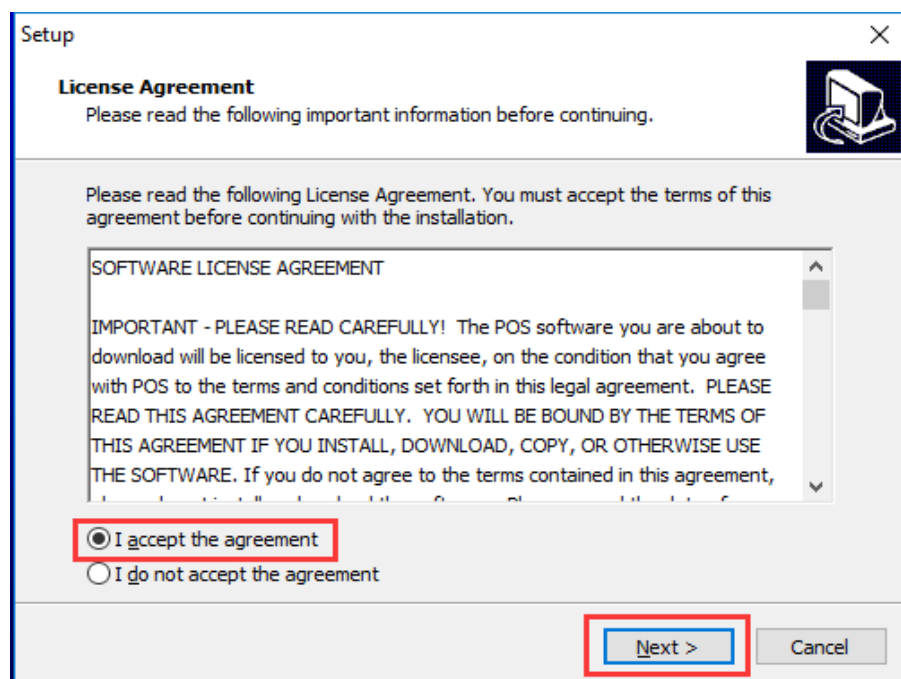 Setup
License Agreement
Please read the following important information before continuing.
Please read the following License Agreement. You must accept the terms of this
agreement before continuing with the installation.
SOFTWARE LICENSE AGREEMENT
IMPORTANT - PLEASE READ CAREFULLY!  The POS software you are about to
download will be licensed to you, the licensee, on the condition that you agree
with POS to the terms and conditions set forth in this legal agreement.  PLEASE
READ THIS AGREEMENT CAREFULLY.  YOU WILL BE BOUND BY THE TERMS OF
THIS AGREEMENT IF YOU INSTALL, DOWNLOAD, COPY, OR OTHERWISE USE
THE SOFTWARE. If you do not agree to the terms contained in this agreement,
I accept the agreement
I do not accept the agreement
Next >
Cancel